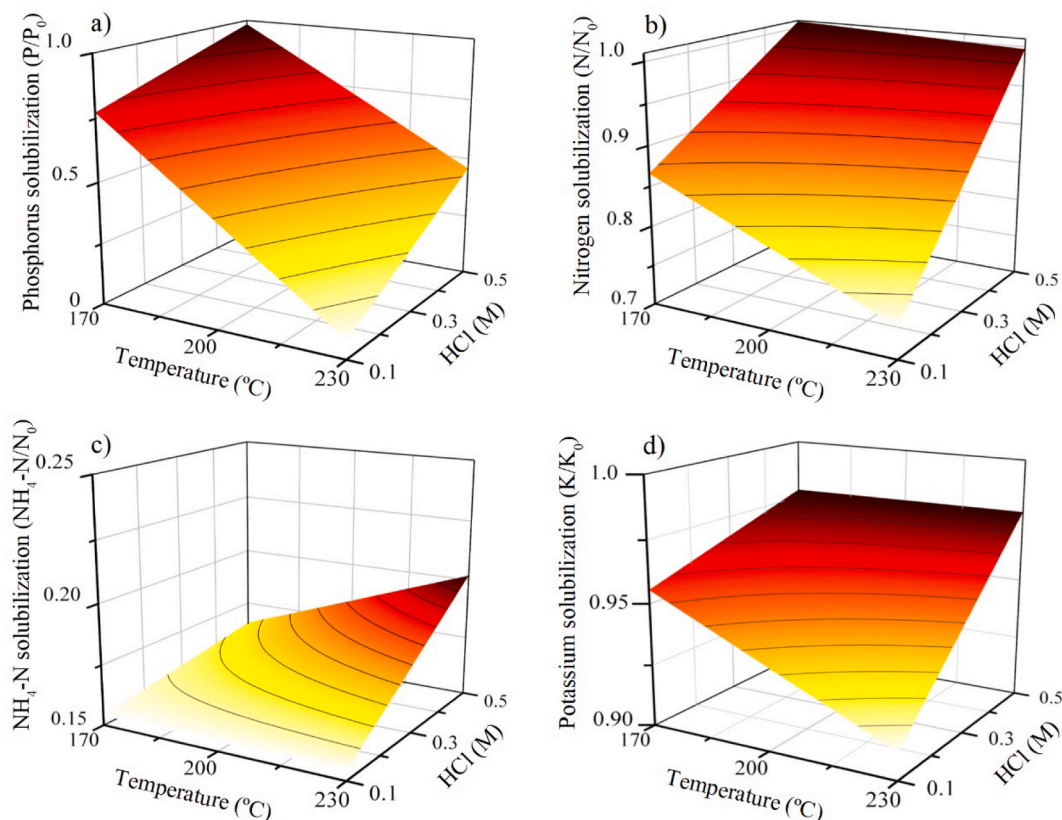 a)
Phosphorus solubilization (P/P0)
1.0
0.5
0
170
200
230
Temperature (ºC)
0.1
0.3
0.5
HCl (M)
b)
Nitrogen solubilization (N/N0)
1.0
0.9
0.8
0.7
170
200
230
Temperature (ºC)
0.1
0.3
0.5
HCl (M)
c)
NH4-N solubilization (NH4-N/N0)
0.25
0.20
0.15
170
200
230
Temperature (ºC)
0.1
0.3
0.5
HCl (M)
d)
Potassium solubilization (K/K0)
1.0
0.95
0.90
170
200
230
Temperature (ºC)
0.1
0.3
0.5
HCl (M)